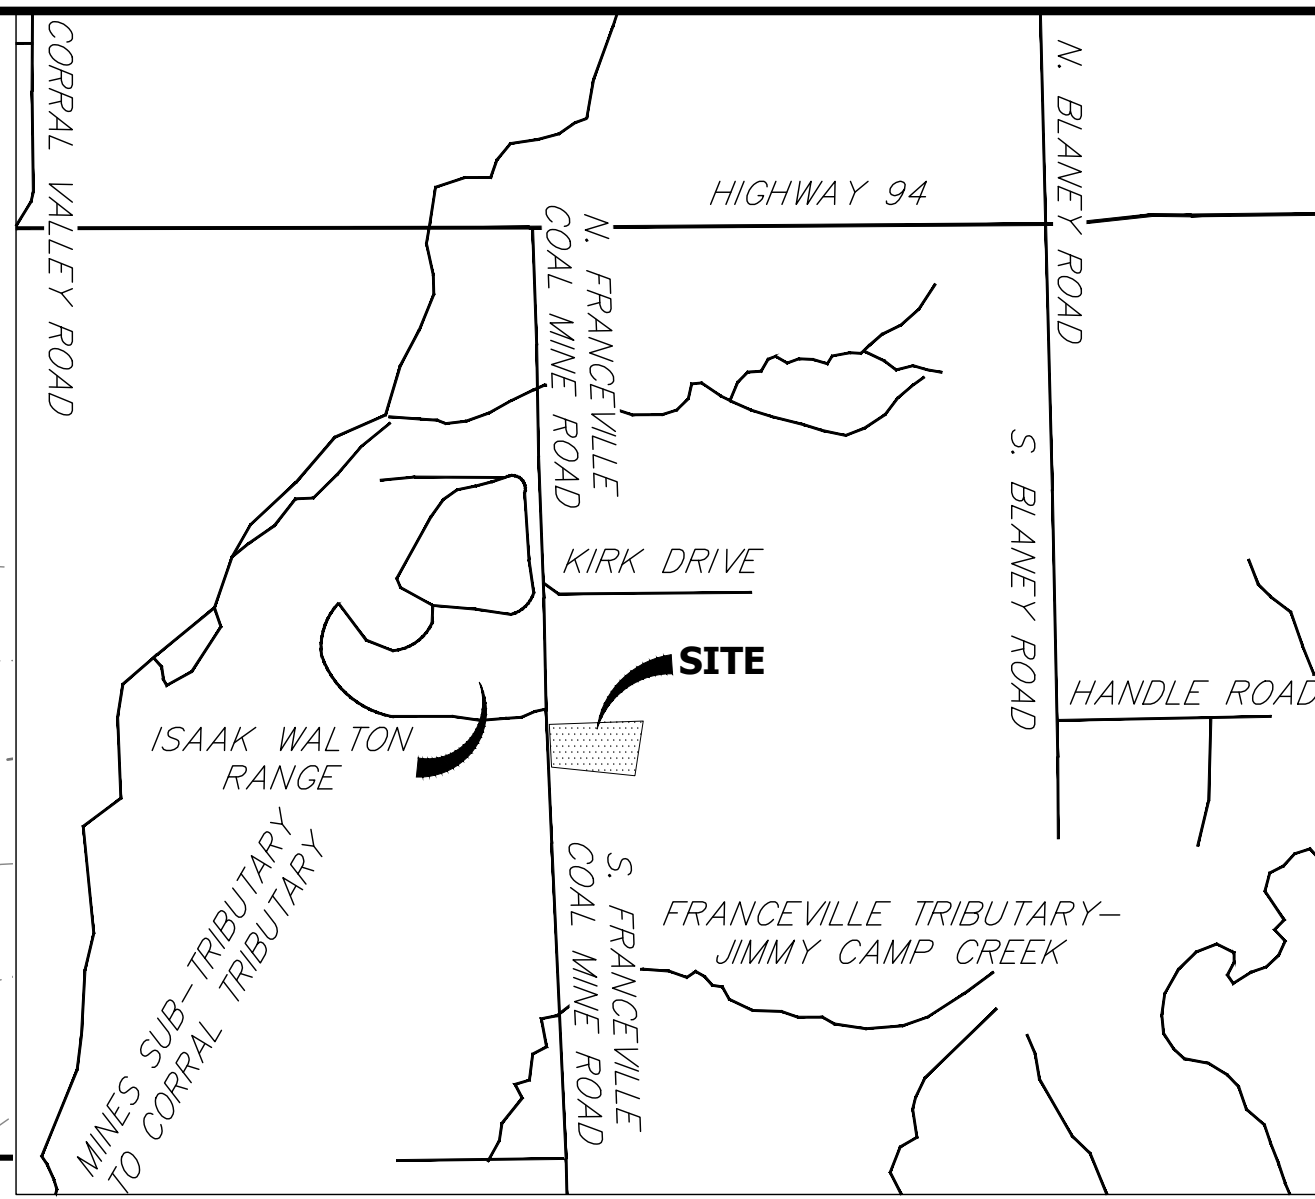 CORRAL VALLEY ROAD
N. BLANEY ROAD
HIGHWAY 94
N. FRANCEVILLE
COAL MINE ROAD
S. BLANEY ROAD
KIRK DRIVE
SITE
HANDLE ROAD
ISAAK WALTON
RANGE
MINES SUB-TRIBUTARY
TO CORRAL TRIBUTARY
S. FRANCEVILLE
COAL MINE ROAD
FRANCEVILLE TRIBUTARY-
JIMMY CAMP CREEK